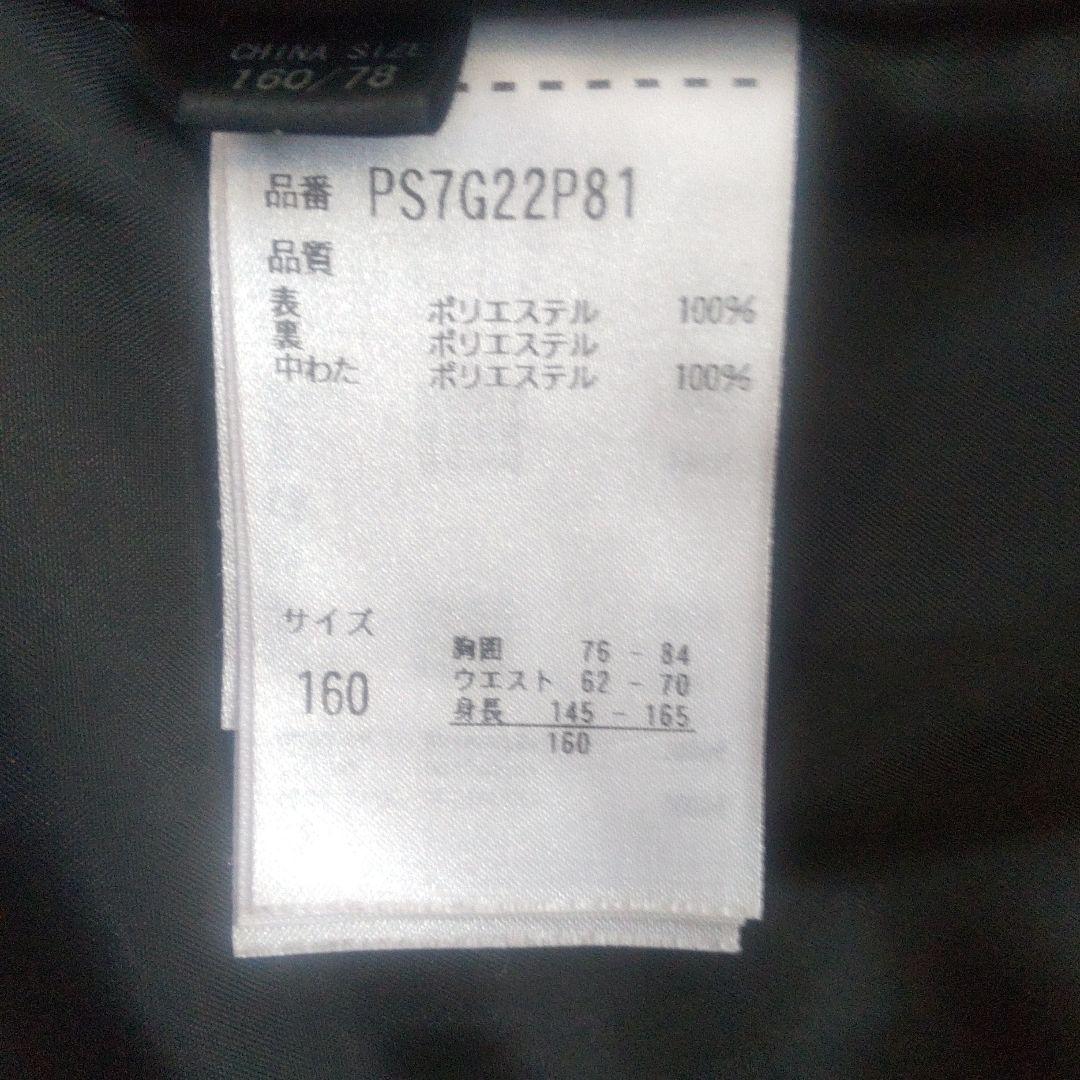 CHINA SIZE
160/78
品番 PS7G22P81
品質
表 ポリエステル 100%
裏 ポリエステル
中わた ポリエステル 100%
サイズ
160
胸囲 76 - 84
ウエスト 62 - 70
身長 145 - 165
160